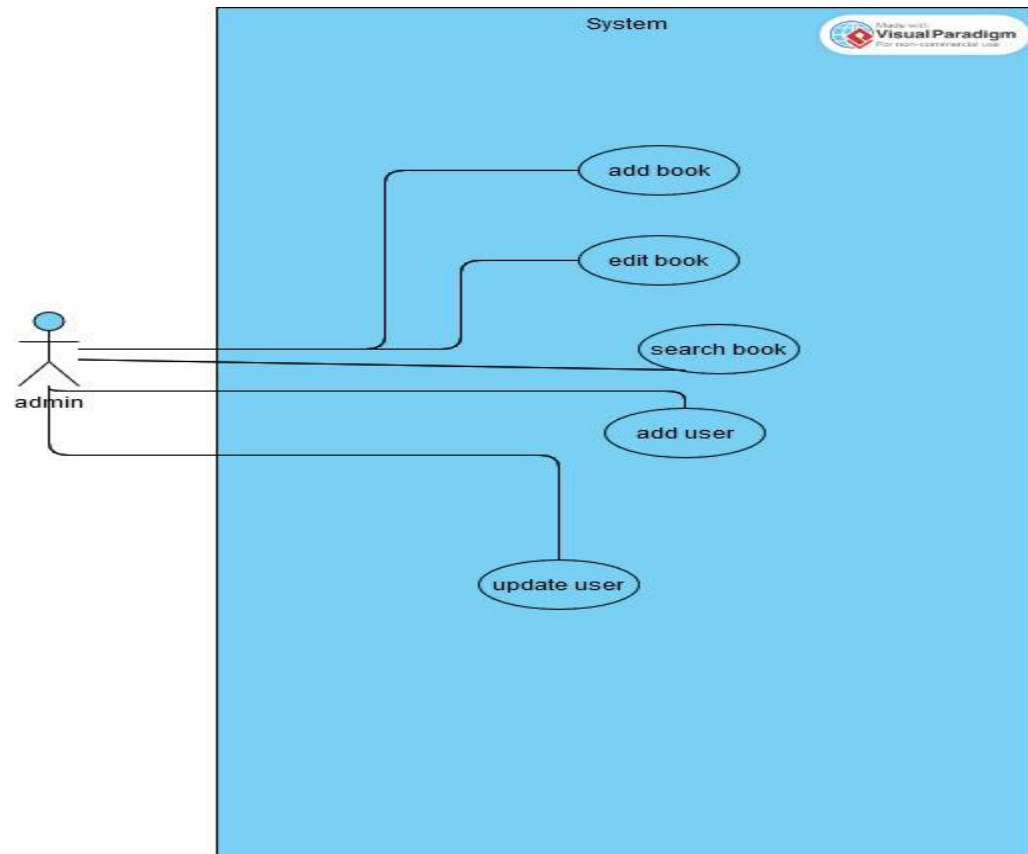 System
Made with
Visual Paradigm
For non-commercial use
add book
edit book
search book
admin
add user
update user